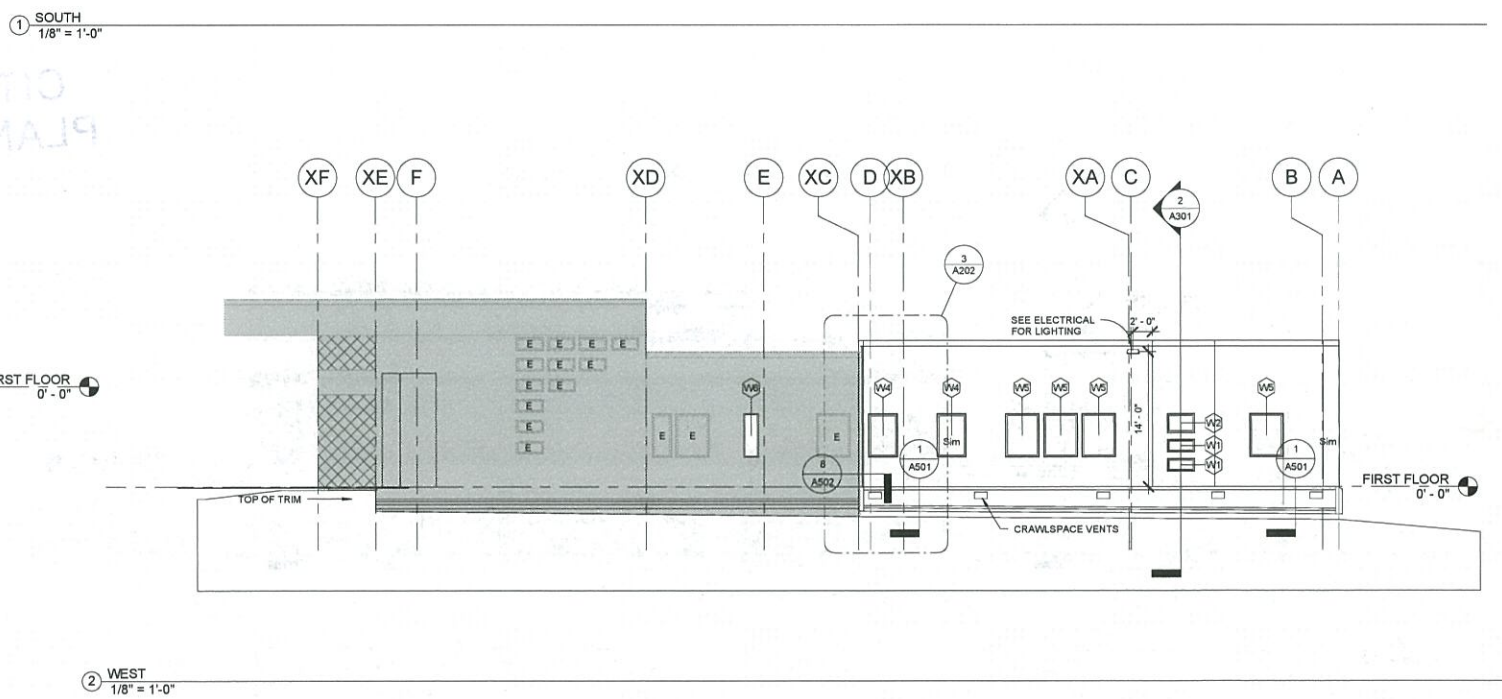 1 SOUTH
1/8" = 1'-0"
XF XE F XD E XC D XB XA C B A
2
A301
3
A202
SEE ELECTRICAL
FOR LIGHTING
2' - 0"
E E E E
E E E
E E
E
E
E
RST FLOOR
0' - 0"
W6 W4 W4 W5 W5 W5 W5
14' - 0"
E E E
W2
W1
W1
Sim
Sim
1
A501
1
A501
8
A502
FIRST FLOOR
0' - 0"
TOP OF TRIM
CRAWLSPACE VENTS
2 WEST
1/8" = 1'-0"